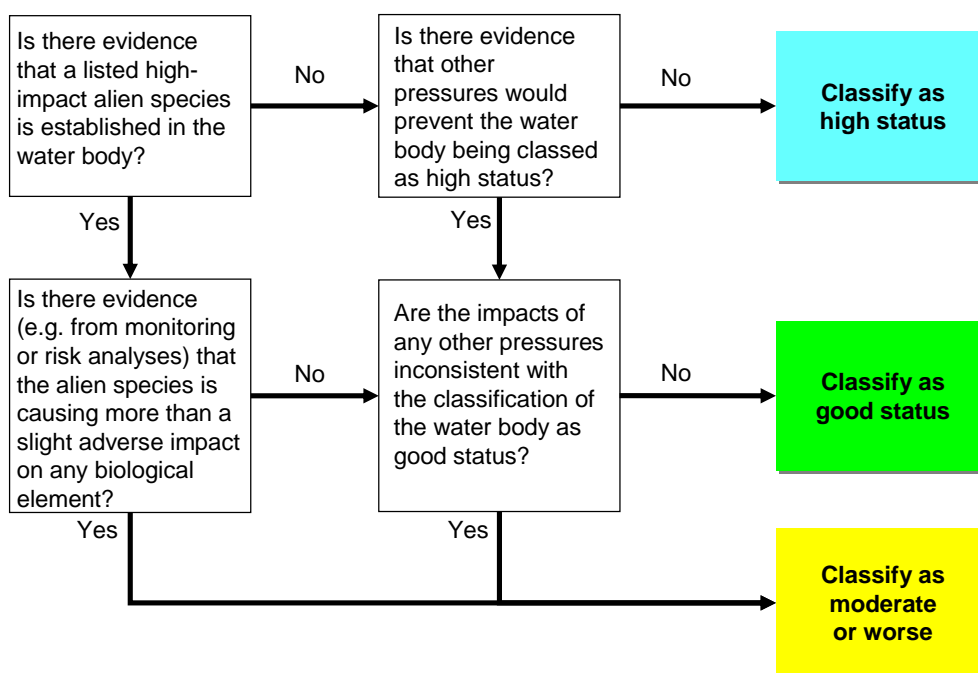 Is there evidence
that a listed high-
impact alien species
is established in the
water body?
No
Is there evidence
that other
pressures would
prevent the water
body being classed
as high status?
No
Classify as
high status
Yes
Yes
Is there evidence
(e.g. from monitoring
or risk analyses) that
the alien species is
causing more than a
slight adverse impact
on any biological
element?
No
Are the impacts of
any other pressures
inconsistent with
the classification of
the water body as
good status?
No
Classify as
good status
Yes
Yes
Classify as
moderate
or worse